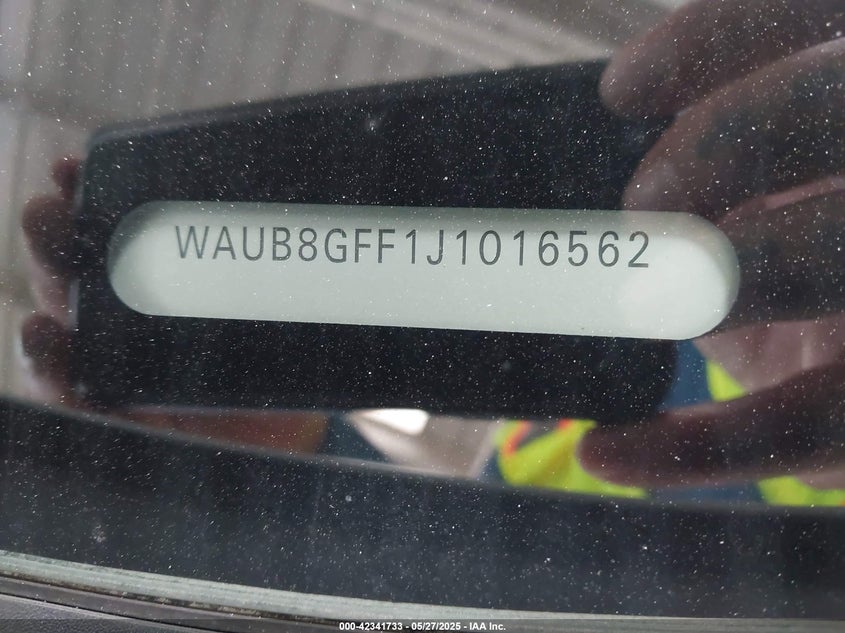 WAUB8GFF1J1016562
000-42341733 — 05/27/2025 — IAA Inc.